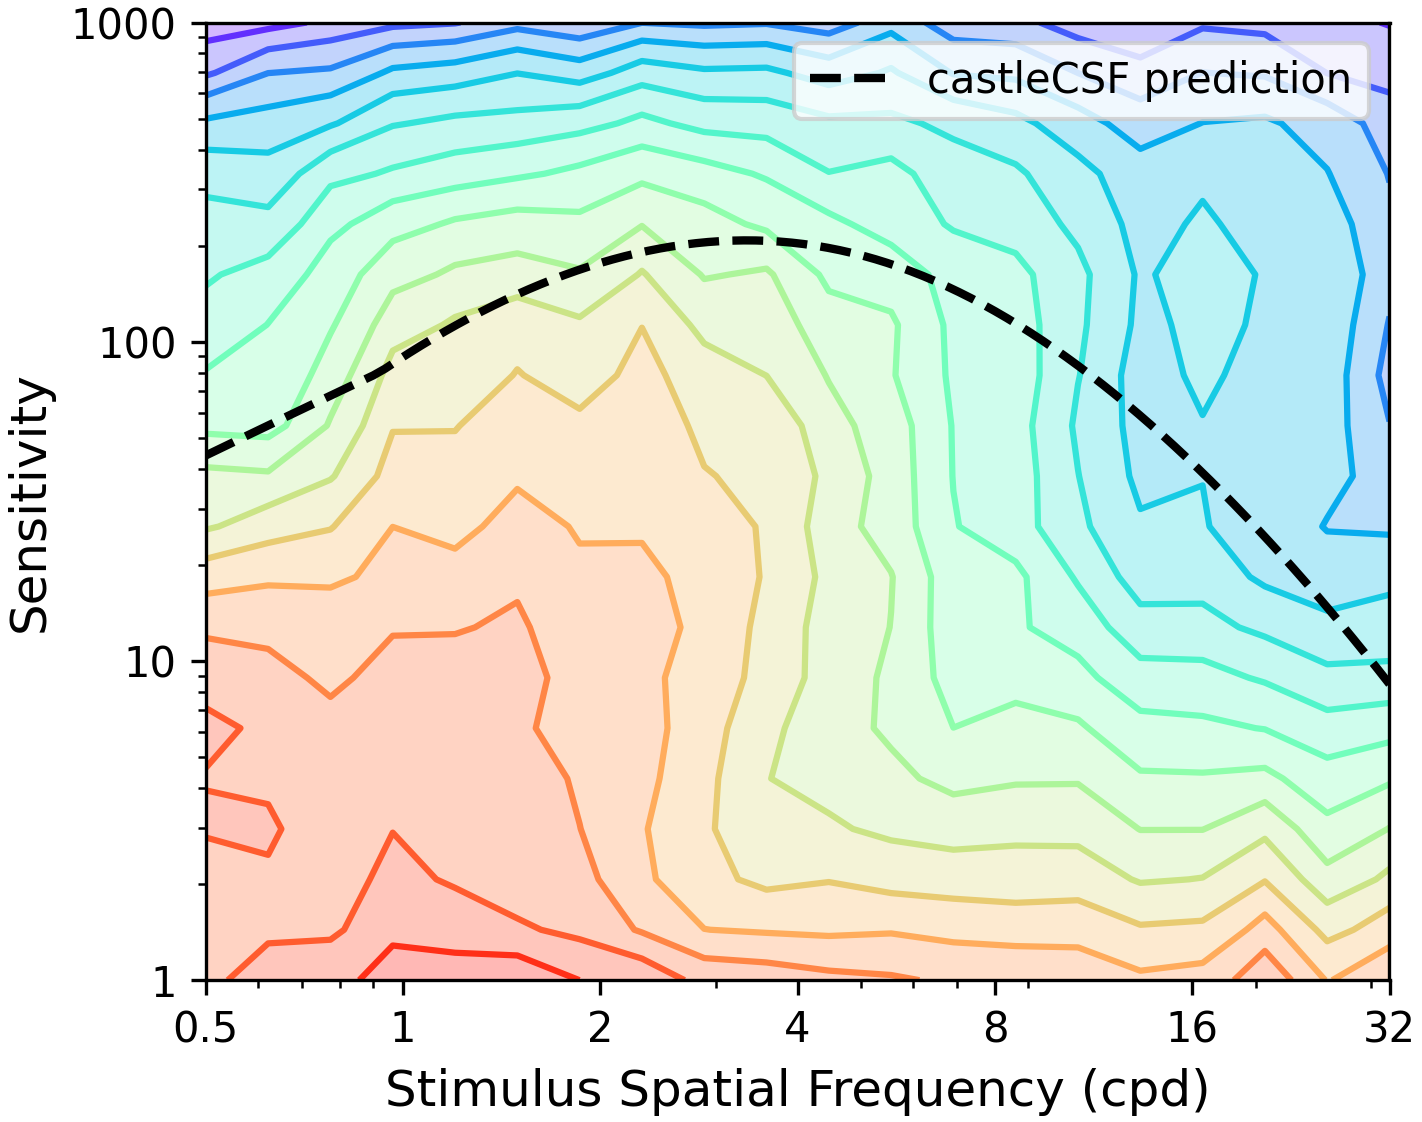 1000
100
10
1
Sensitivity
castleCSF prediction
0.5 1 2 4 8 16 32
Stimulus Spatial Frequency (cpd)